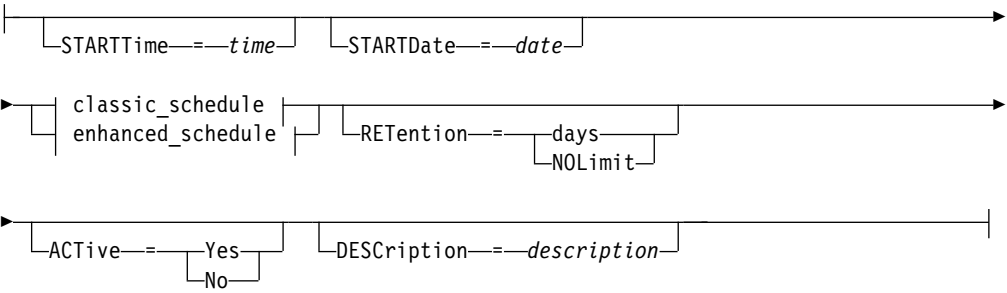 STARTTime = time STARTDate = date
classic_schedule
enhanced_schedule RETention = days
NOLimit
ACTive = Yes DESCription = description
No